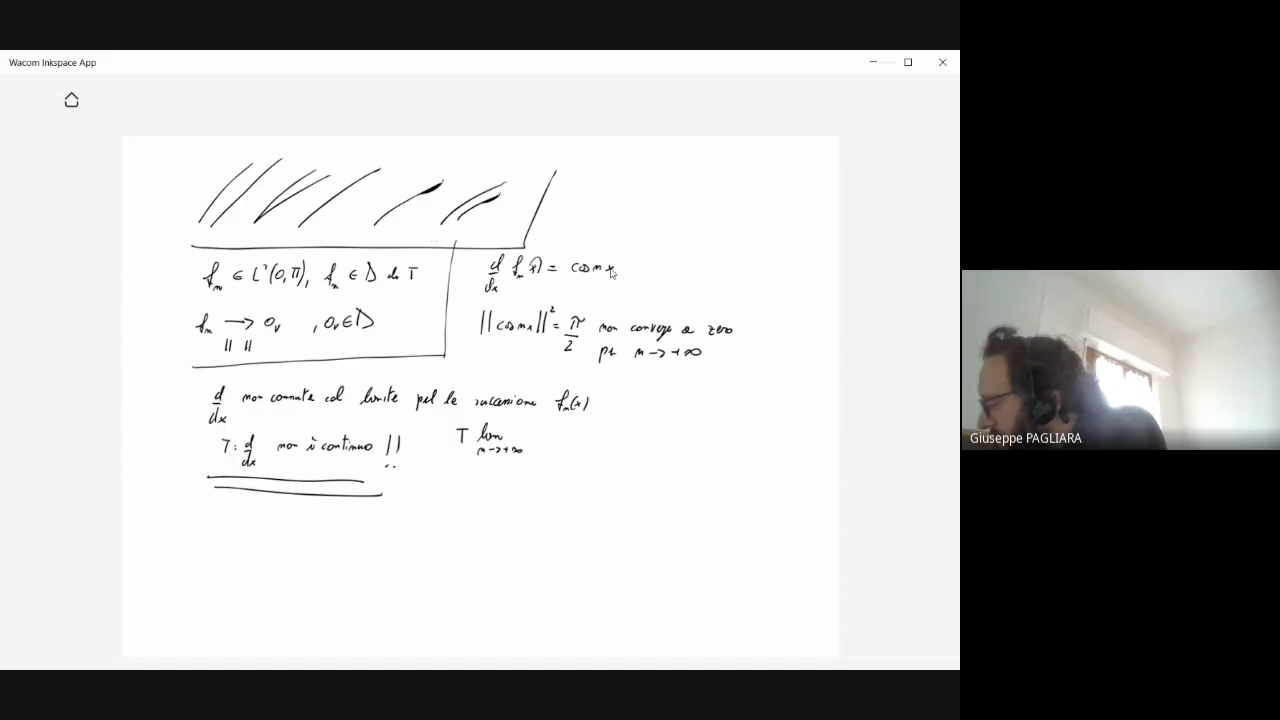 Wacom Inkspace App
fₙ ∈ L²(0,π), fₙ ∈ D di T
fₙ → 0ᵥ , 0ᵥ ∈ D
|| ||
d/dx fₙ(x) = cos nx
||cos nx||² = π/2 non converge a zero
per n → +∞
d/dx non commuta col limite per la successione fₙ(x)
T: d/dx non è continuo !!
T lim n→+∞
Giuseppe PAGLIARA